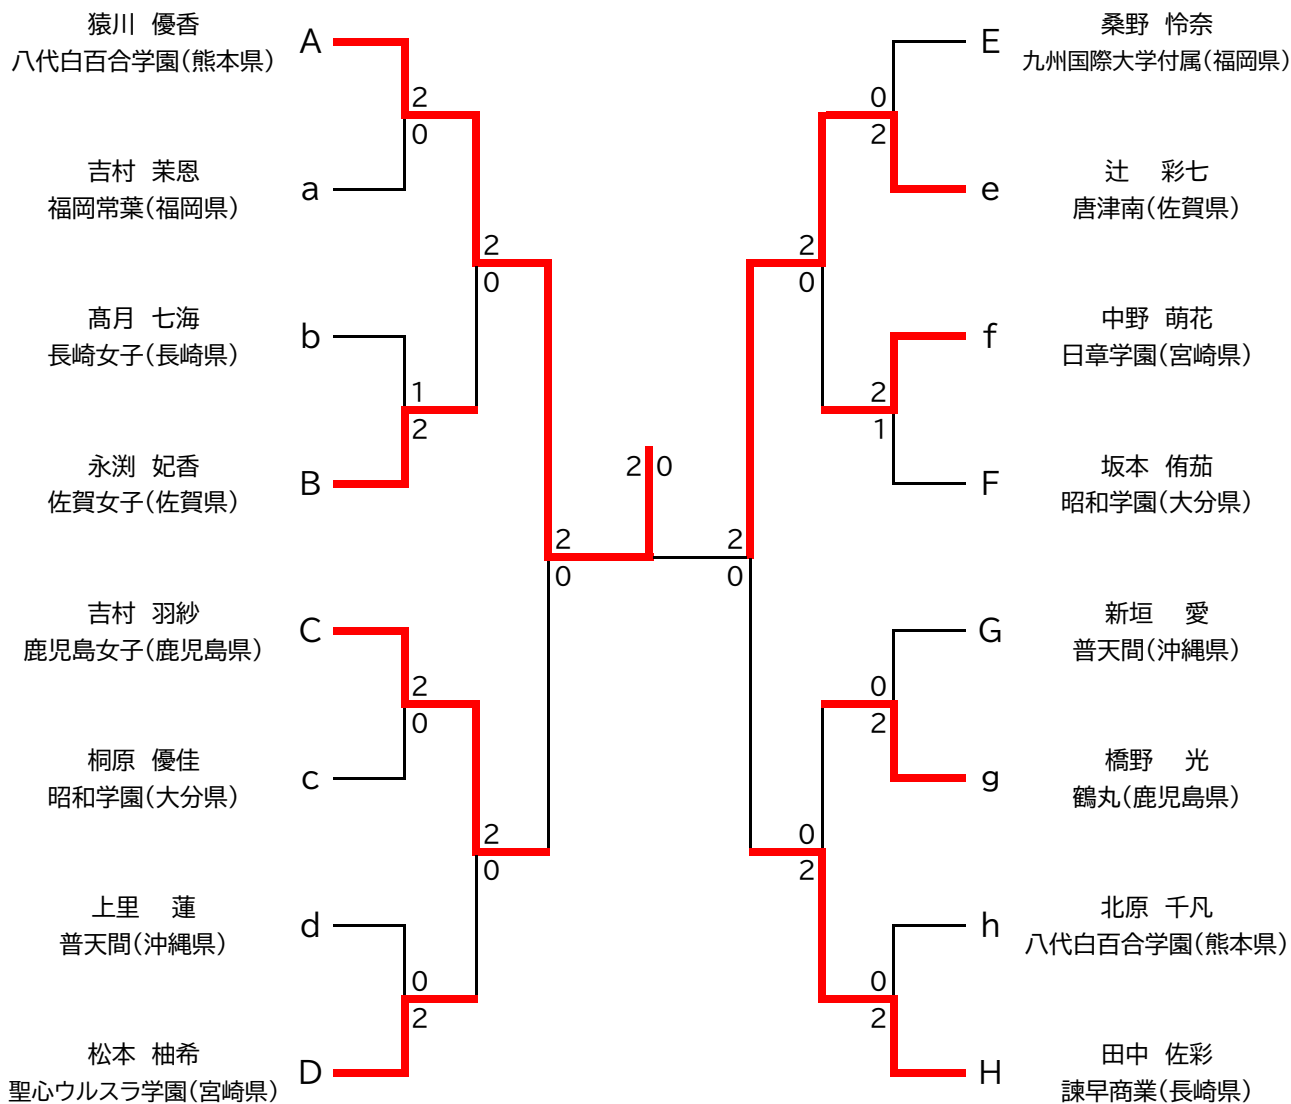 猿川 優香
八代白百合学園(熊本県)
A
2
0
吉村 茉恩
福岡常葉(福岡県)
a
2
0
髙月 七海
長崎女子(長崎県)
b
1
2
永渕 妃香
佐賀女子(佐賀県)
B
2
0
吉村 羽紗
鹿児島女子(鹿児島県)
C
2
0
桐原 優佳
昭和学園(大分県)
c
2
0
上里 蓮
普天間(沖縄県)
d
0
2
松本 柚希
聖心ウルスラ学園(宮崎県)
D
2 0
桑野 怜奈
九州国際大学付属(福岡県)
E
0
2
辻 彩七
唐津南(佐賀県)
e
2
0
中野 萌花
日章学園(宮崎県)
f
2
1
坂本 侑茄
昭和学園(大分県)
F
2
0
新垣 愛
普天間(沖縄県)
G
0
2
橋野 光
鶴丸(鹿児島県)
g
0
2
北原 千凡
八代白百合学園(熊本県)
h
0
2
田中 佐彩
諫早商業(長崎県)
H